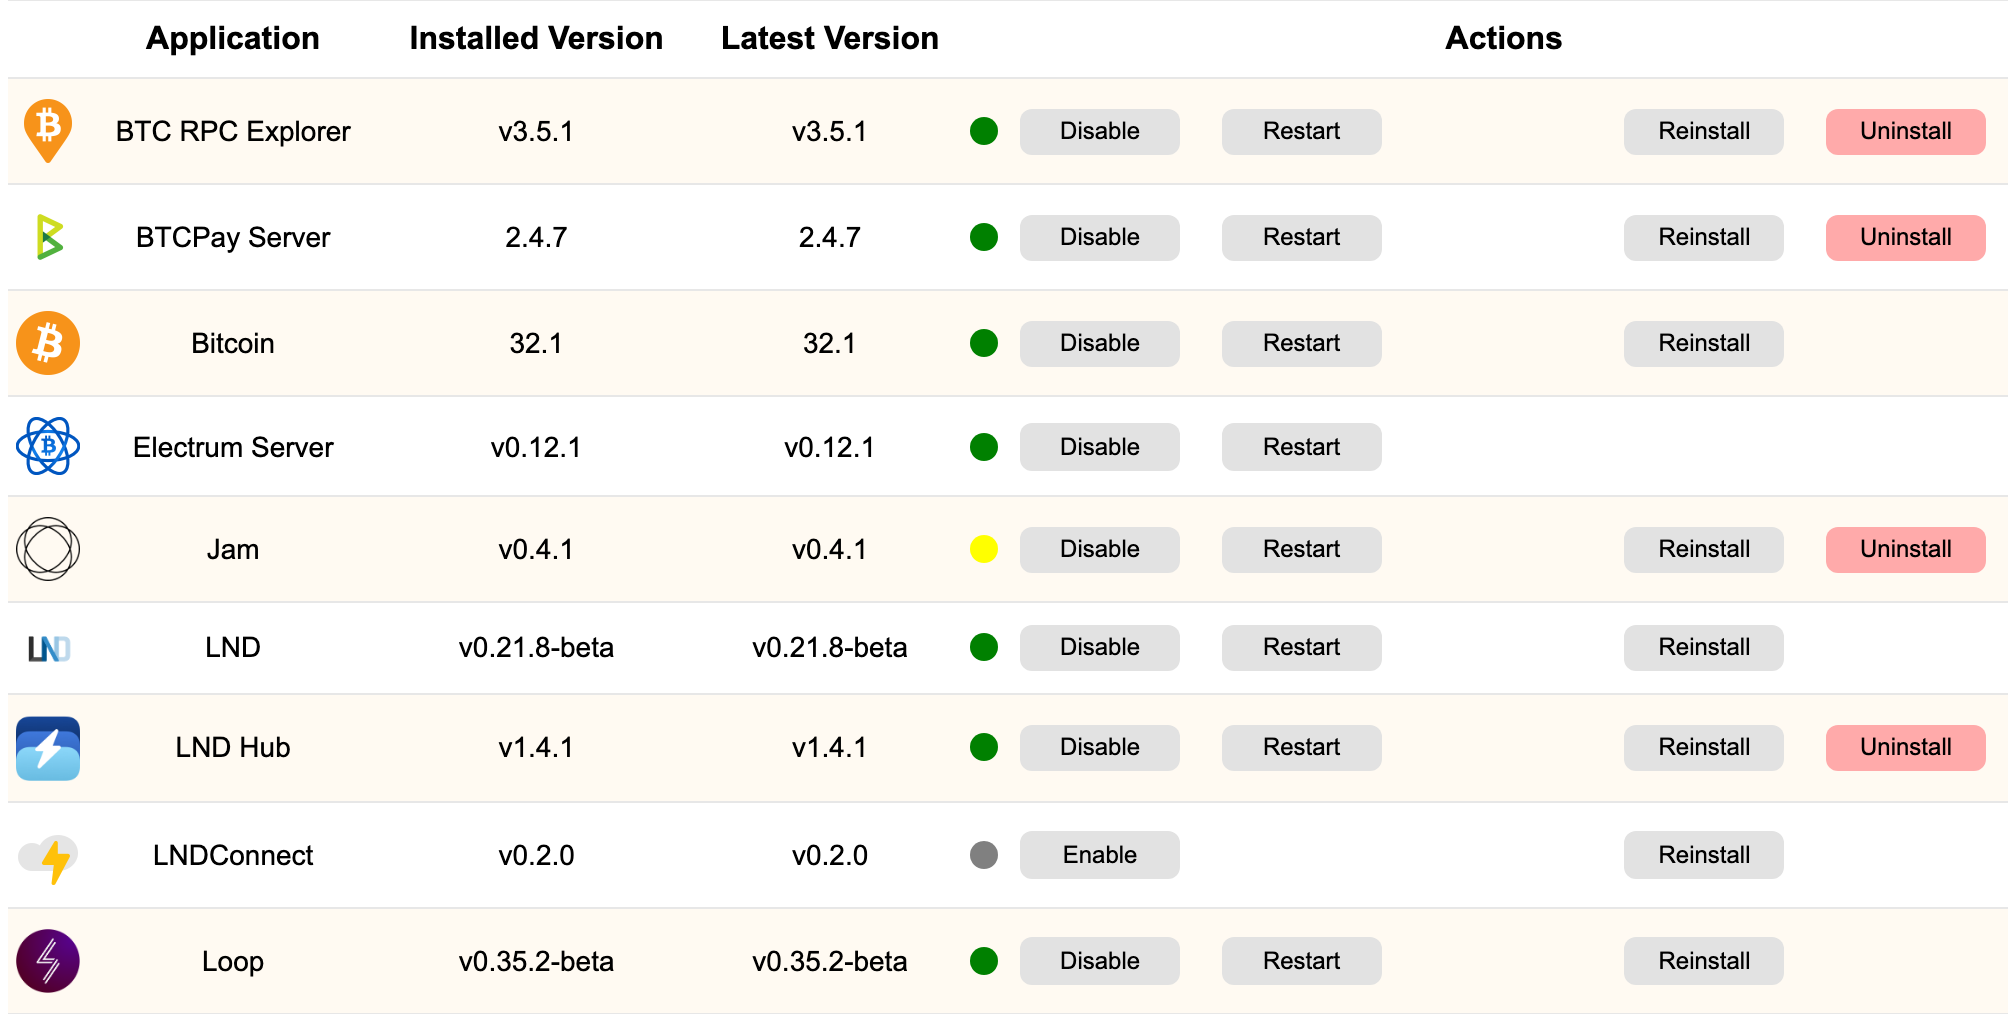 Application Installed Version Latest Version Actions
BTC RPC Explorer v3.5.1 v3.5.1 Disable Restart Reinstall Uninstall
BTCPay Server 2.4.7 2.4.7 Disable Restart Reinstall Uninstall
Bitcoin 32.1 32.1 Disable Restart Reinstall
Electrum Server v0.12.1 v0.12.1 Disable Restart
Jam v0.4.1 v0.4.1 Disable Restart Reinstall Uninstall
LND LND v0.21.8-beta v0.21.8-beta Disable Restart Reinstall
LND Hub v1.4.1 v1.4.1 Disable Restart Reinstall Uninstall
LNDConnect v0.2.0 v0.2.0 Enable Reinstall
Loop v0.35.2-beta v0.35.2-beta Disable Restart Reinstall